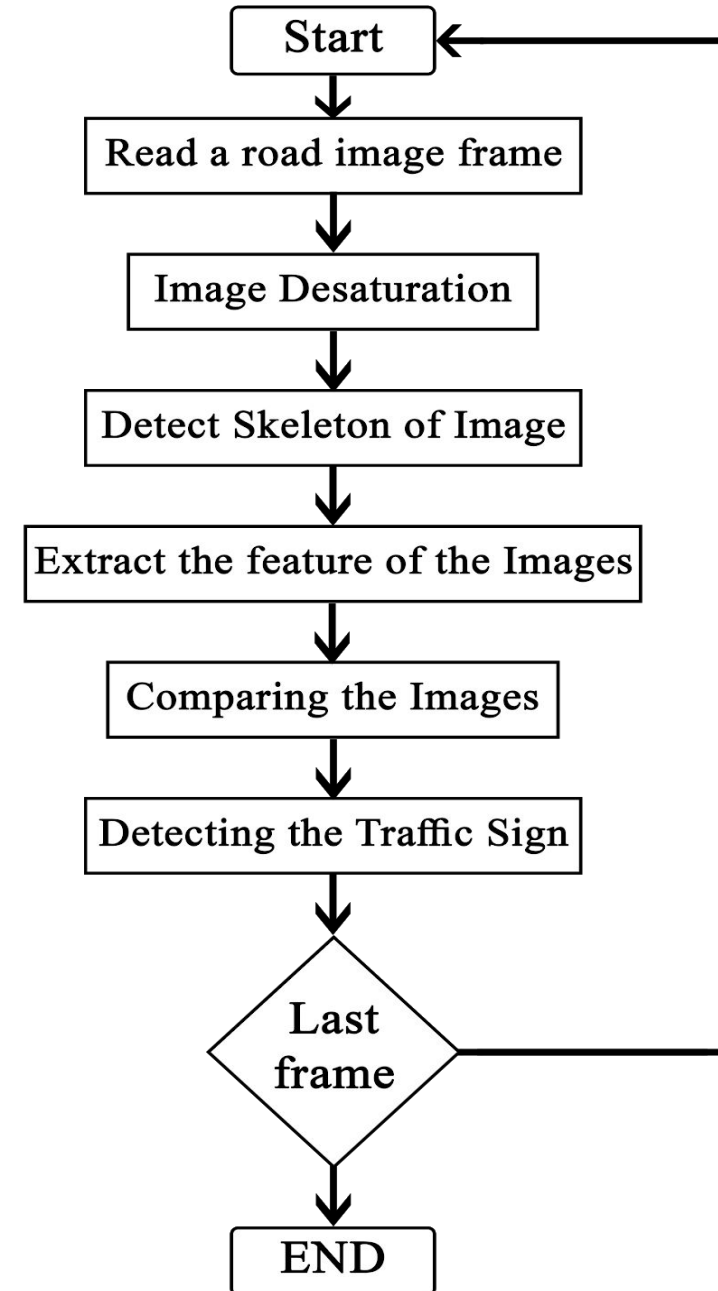 Start
Read a road image frame
Image Desaturation
Detect Skeleton of Image
Extract the feature of the Images
Comparing the Images
Detecting the Traffic Sign
Last
frame
END